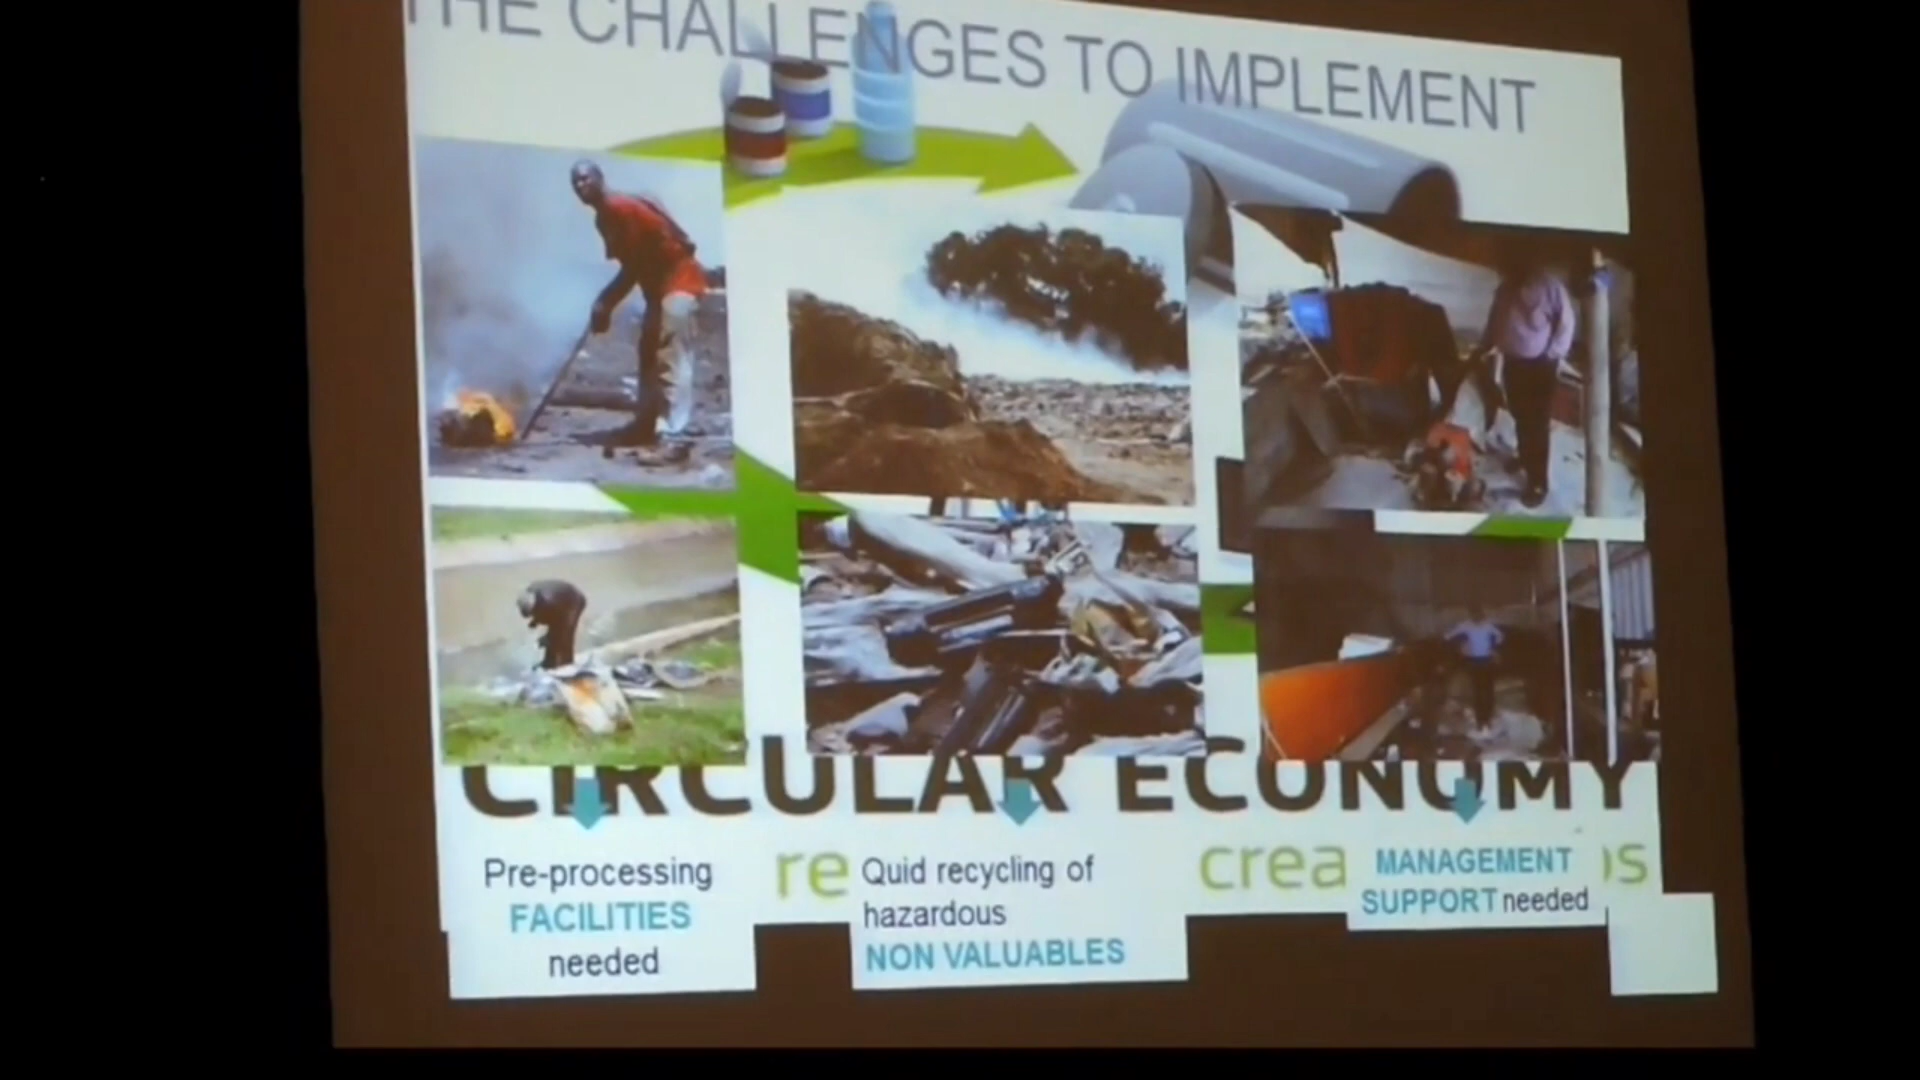 THE CHALLENGES TO IMPLEMENT
CIRCULAR ECONOMY
Pre-processing
FACILITIES
needed
re
Quid recycling of
hazardous
NON VALUABLES
crea
MANAGEMENT
SUPPORT needed